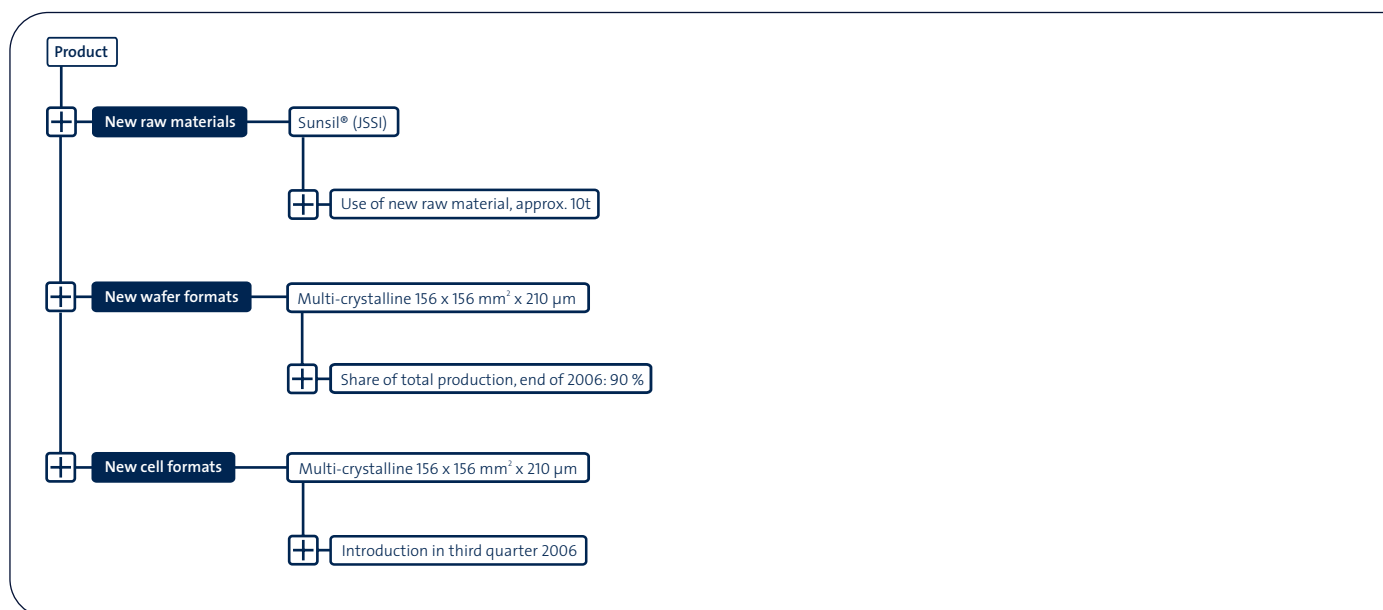 Product
New raw materials
Sunsil® (JSSI)
Use of new raw material, approx. 10t
New wafer formats
Multi-crystalline 156 x 156 mm² x 210 µm
Share of total production, end of 2006: 90 %
New cell formats
Multi-crystalline 156 x 156 mm² x 210 µm
Introduction in third quarter 2006